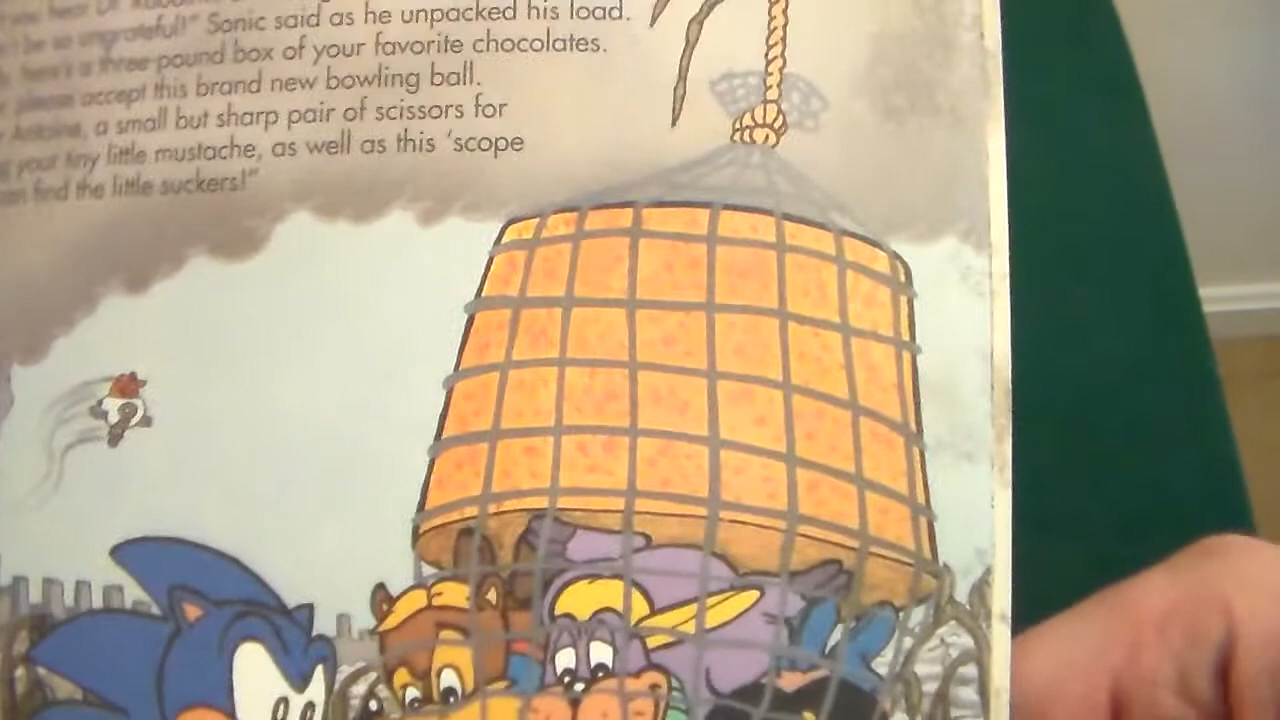 be so ungrateful!" Sonic said as he unpacked his load.
here's a three-pound box of your favorite chocolates.
please accept this brand new bowling ball.
Antoine, a small but sharp pair of scissors for
your tiny little mustache, as well as this 'scope
can find the little suckers!"